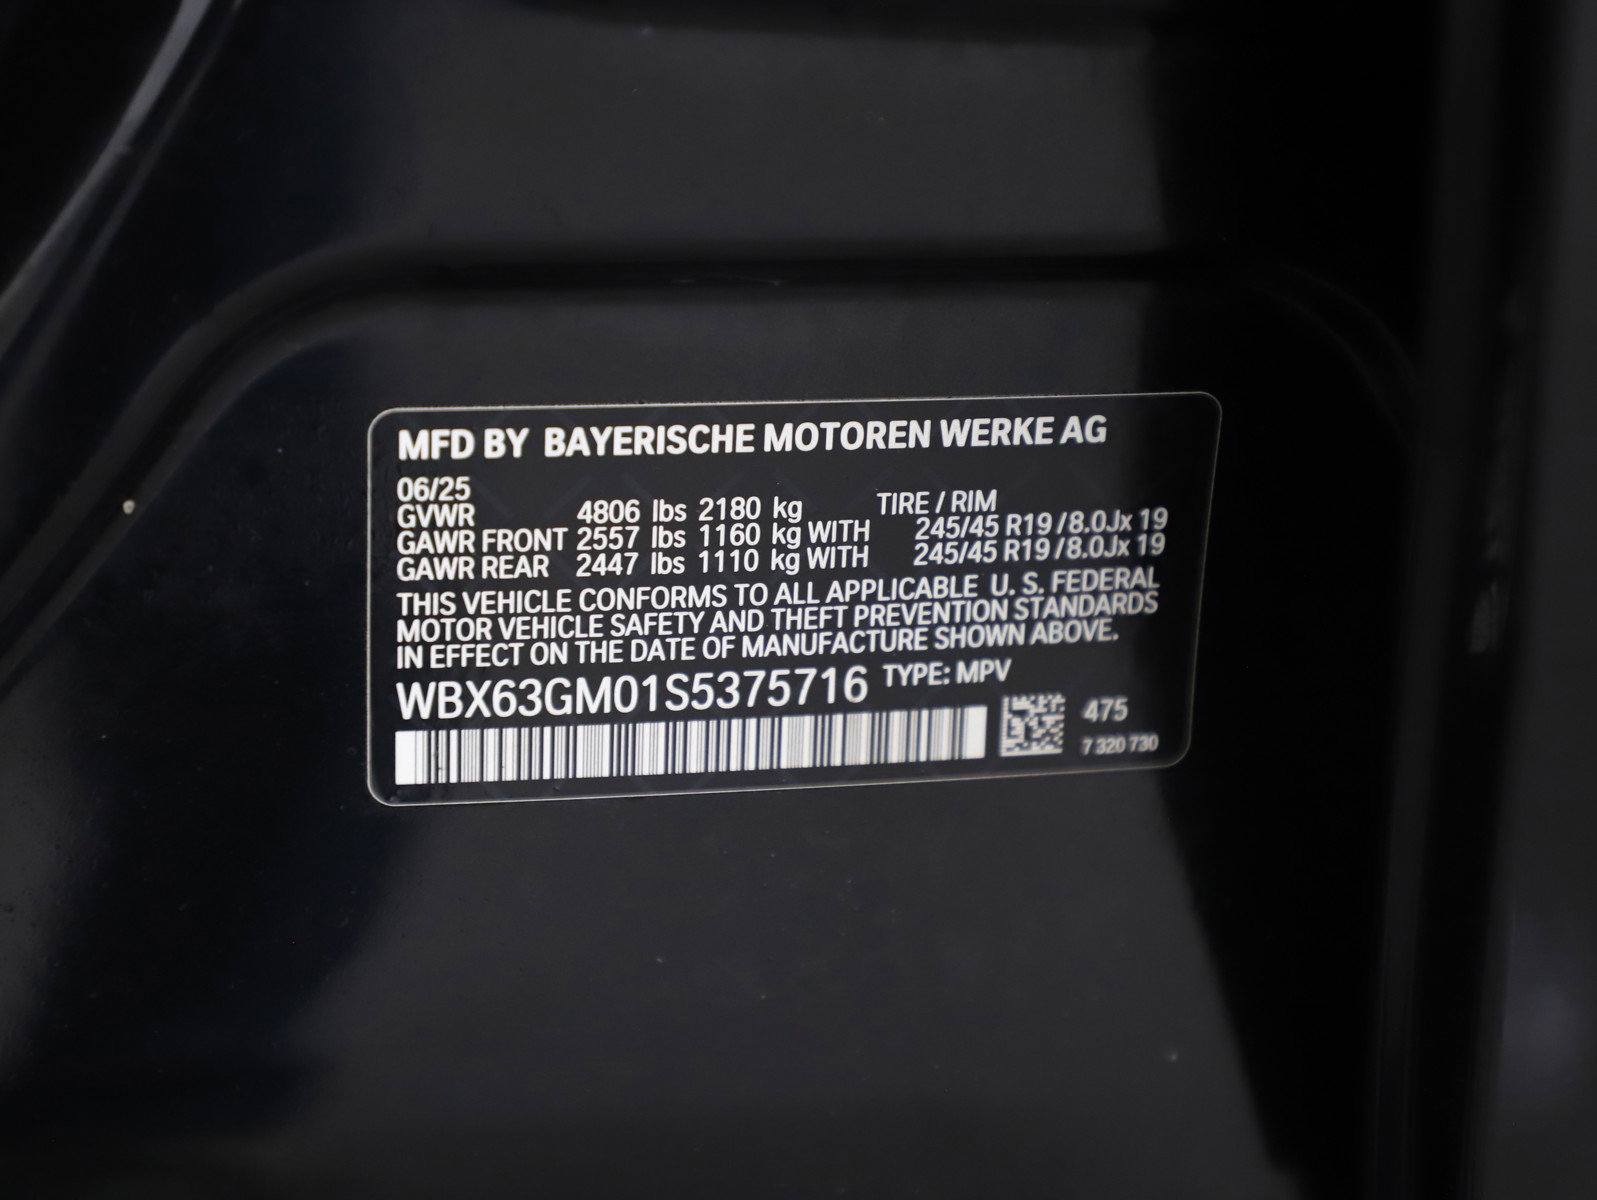 MFD BY BAYERISCHE MOTOREN WERKE AG
06/25
GVWR 4806 lbs 2180 kg TIRE / RIM
GAWR FRONT 2557 lbs 1160 kg WITH 245/45 R19 /8.0Jx 19
GAWR REAR 2447 lbs 1110 kg WITH 245/45 R19 /8.0Jx 19
THIS VEHICLE CONFORMS TO ALL APPLICABLE U. S. FEDERAL
MOTOR VEHICLE SAFETY AND THEFT PREVENTION STANDARDS
IN EFFECT ON THE DATE OF MANUFACTURE SHOWN ABOVE.
WBX63GM01S5375716 TYPE: MPV
475
7 320 730